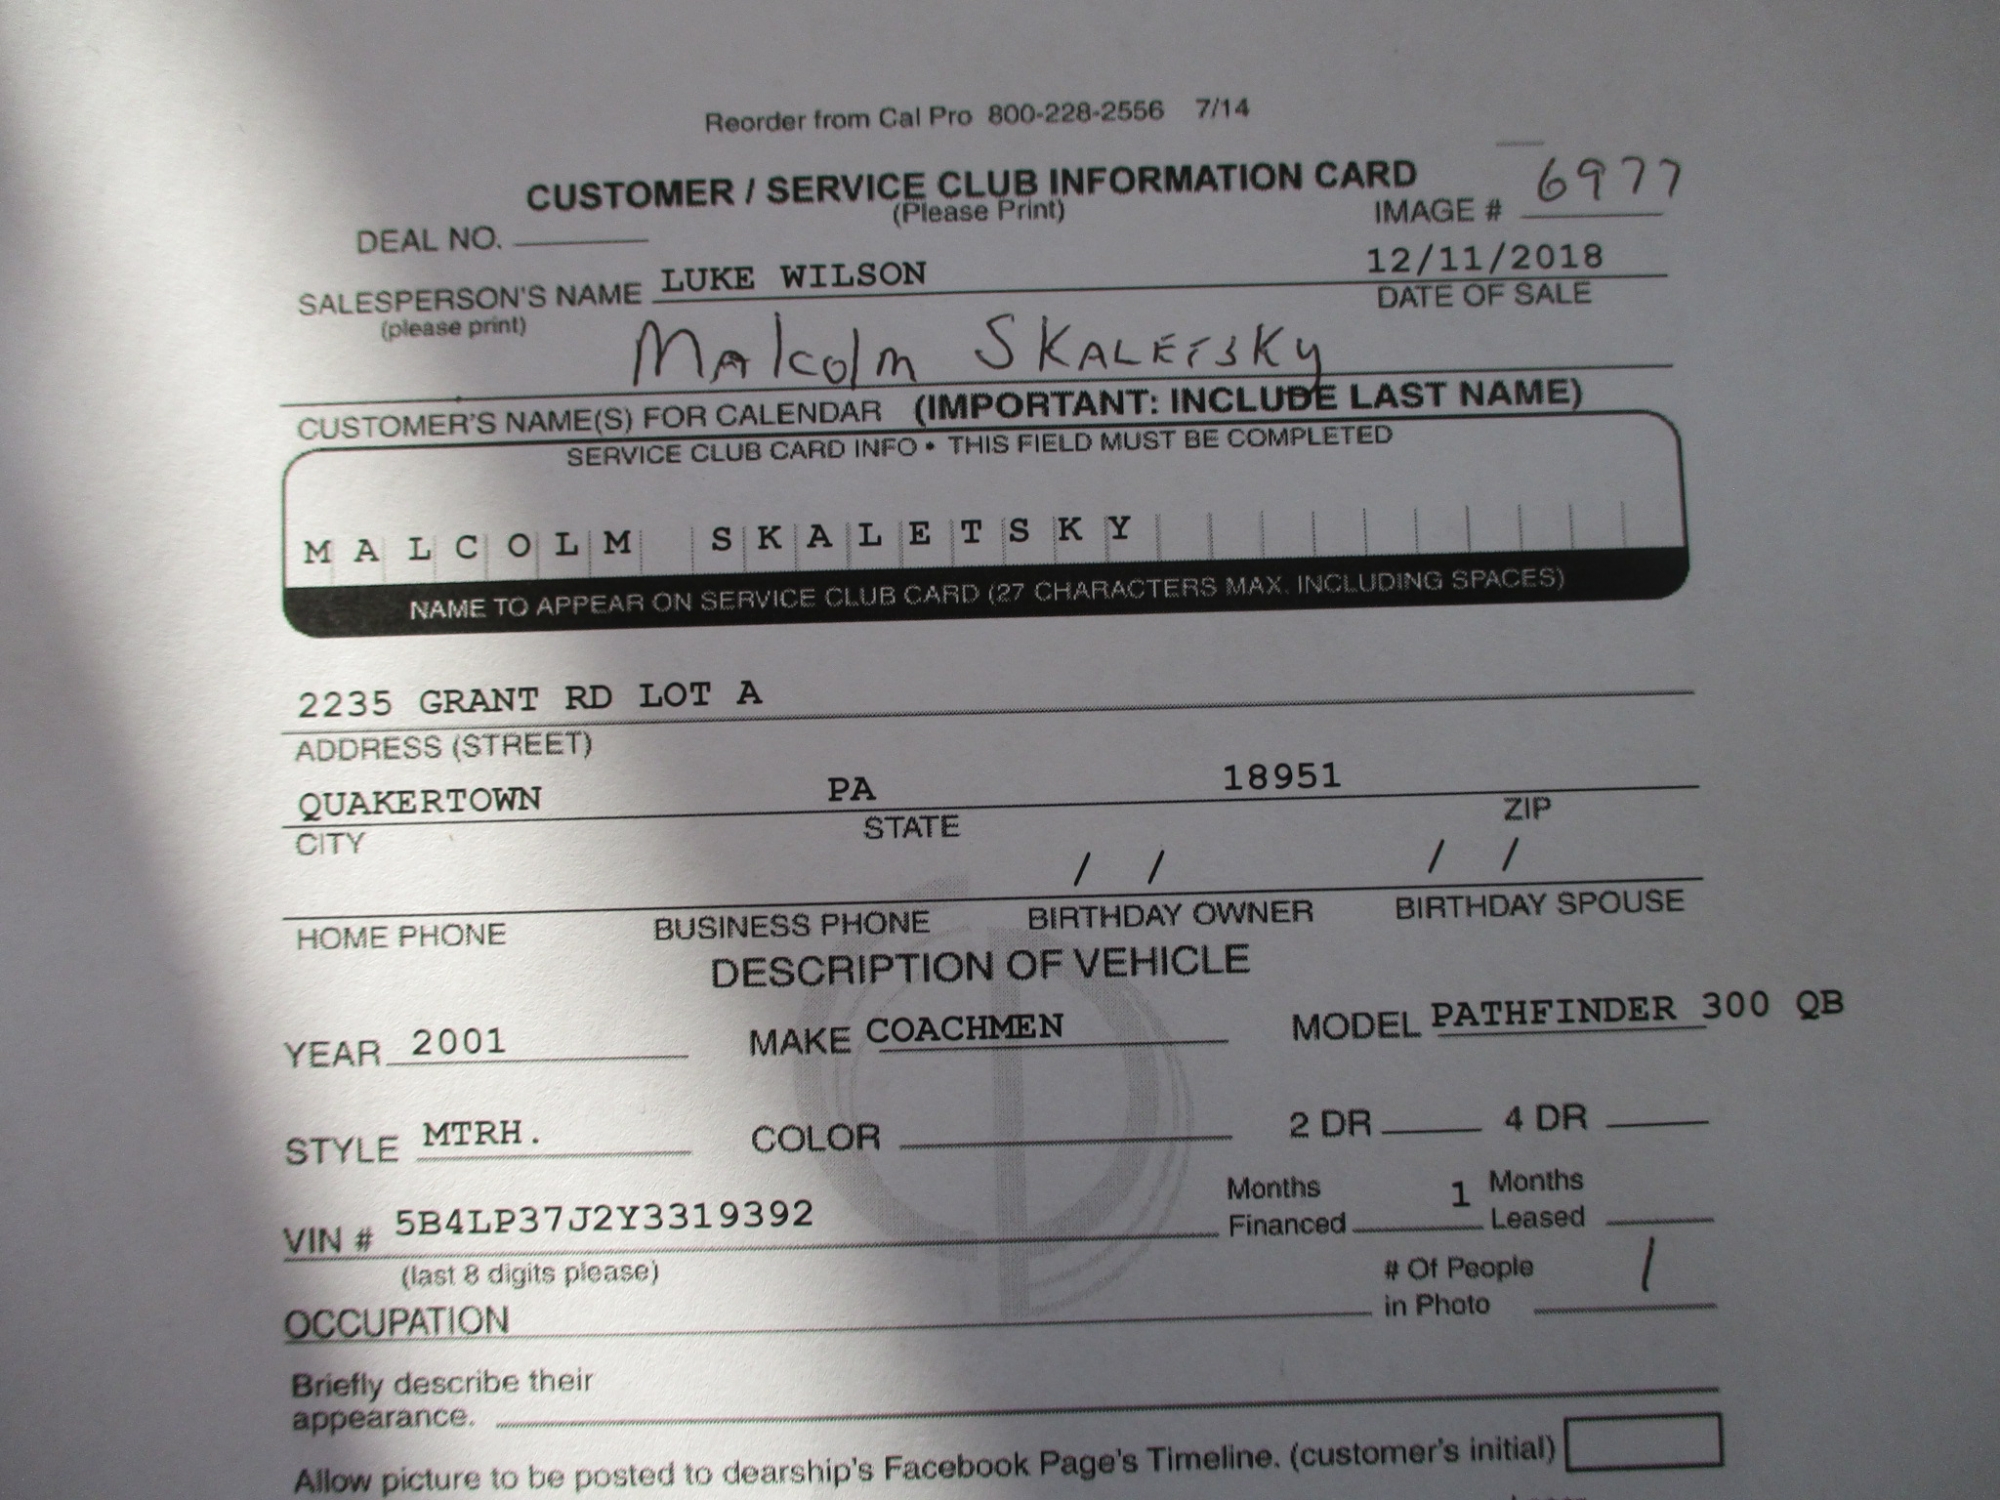 Reorder from Cal Pro 800-228-2556 7/14
CUSTOMER / SERVICE CLUB INFORMATION CARD
(Please Print)
IMAGE # 6977
DEAL NO.
SALESPERSON'S NAME LUKE WILSON 12/11/2018
(please print) DATE OF SALE
Malcolm SKALETSKY
CUSTOMER'S NAME(S) FOR CALENDAR (IMPORTANT: INCLUDE LAST NAME)
SERVICE CLUB CARD INFO • THIS FIELD MUST BE COMPLETED
MALCOLM SKALETSKY
NAME TO APPEAR ON SERVICE CLUB CARD (27 CHARACTERS MAX. INCLUDING SPACES)
2235 GRANT RD LOT A
ADDRESS (STREET)
QUAKERTOWN PA 18951
CITY STATE ZIP
/ / / /
HOME PHONE BUSINESS PHONE BIRTHDAY OWNER BIRTHDAY SPOUSE
DESCRIPTION OF VEHICLE
YEAR 2001 MAKE COACHMEN MODEL PATHFINDER 300 QB
STYLE MTRH. COLOR 2 DR 4 DR
VIN # 5B4LP37J2Y3319392 Months Financed 1 Months Leased
(last 8 digits please) # Of People in Photo 1
OCCUPATION
Briefly describe their
appearance.
Allow picture to be posted to dearship's Facebook Page's Timeline. (customer's initial)